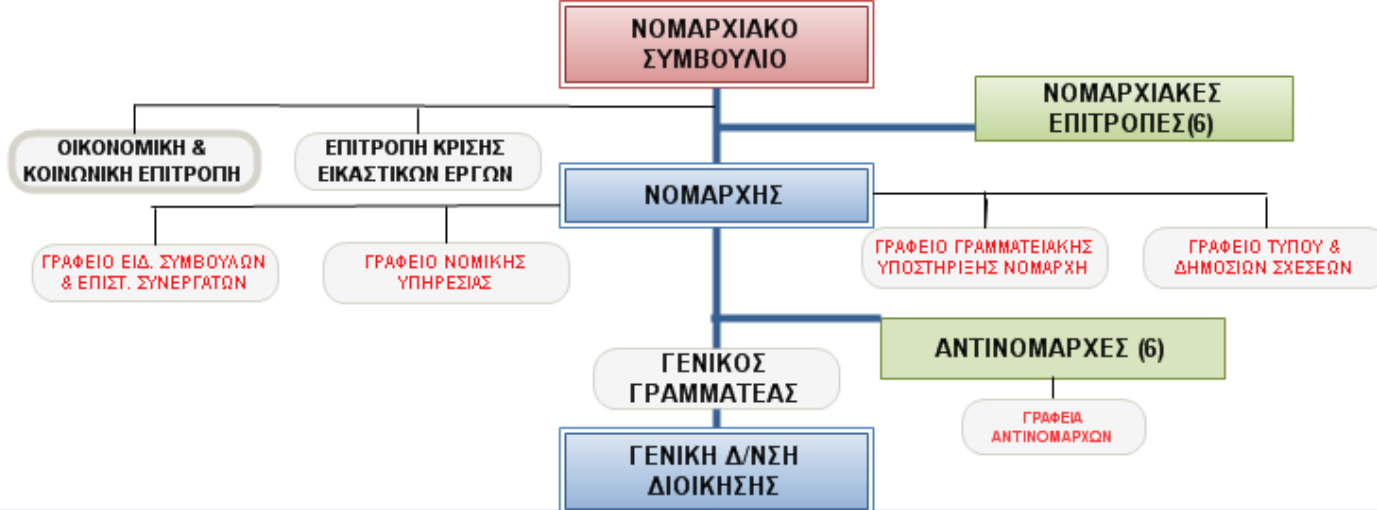 ΝΟΜΑΡΧΙΑΚΟ
ΣΥΜΒΟΥΛΙΟ
ΝΟΜΑΡΧΙΑΚΕΣ
ΕΠΙΤΡΟΠΕΣ(6)
ΟΙΚΟΝΟΜΙΚΗ &
ΚΟΙΝΩΝΙΚΗ ΕΠΙΤΡΟΠΗ
ΕΠΙΤΡΟΠΗ ΚΡΙΣΗΣ
ΕΙΚΑΣΤΙΚΩΝ ΕΡΓΩΝ
ΝΟΜΑΡΧΗΣ
ΓΡΑΦΕΙΟ ΕΙΔ. ΣΥΜΒΟΥΛΩΝ
& ΕΠΙΣΤ. ΣΥΝΕΡΓΑΤΩΝ
ΓΡΑΦΕΙΟ ΝΟΜΙΚΗΣ
ΥΠΗΡΕΣΙΑΣ
ΓΡΑΦΕΙΟ ΓΡΑΜΜΑΤΕΙΑΚΗΣ
ΥΠΟΣΤΗΡΙΞΗΣ ΝΟΜΑΡΧΗ
ΓΡΑΦΕΙΟ ΤΥΠΟΥ &
ΔΗΜΟΣΙΩΝ ΣΧΕΣΕΩΝ
ΑΝΤΙΝΟΜΑΡΧΕΣ (6)
ΓΕΝΙΚΟΣ
ΓΡΑΜΜΑΤΕΑΣ
ΓΡΑΦΕΙΑ
ΑΝΤΙΝΟΜΑΡΧΩΝ
ΓΕΝΙΚΗ Δ/ΝΣΗ
ΔΙΟΙΚΗΣΗΣ